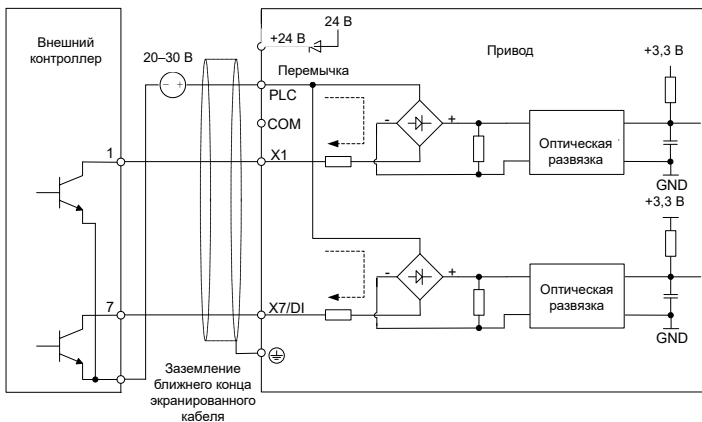 Внешний
контроллер
20–30 В
- +
1
7
+24 В
24 В
Перемычка
PLC
COM
X1
X7/DI
Привод
- +
Оптическая
развязка
+3,3 В
GND
+3,3 В
- +
Оптическая
развязка
GND
Заземление
ближнего конца
экранированного
кабеля